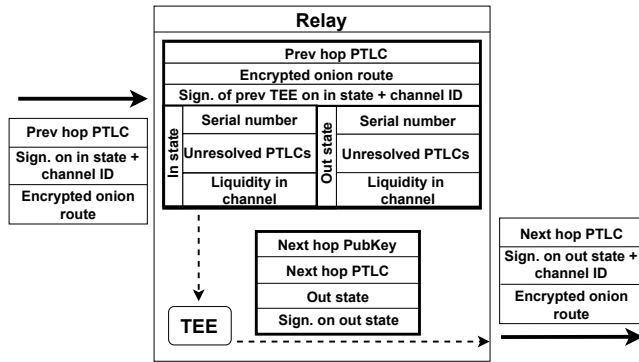 Relay
Prev hop PTLC
Encrypted onion route
Sign. of prev TEE on in state + channel ID
In state
Serial number
Unresolved PTLCs
Liquidity in
channel
Out state
Serial number
Unresolved PTLCs
Liquidity in
channel
Prev hop PTLC
Sign. on in state +
channel ID
Encrypted onion
route
Next hop PubKey
Next hop PTLC
Out state
Sign. on out state
TEE
Next hop PTLC
Sign. on out state +
channel ID
Encrypted onion
route